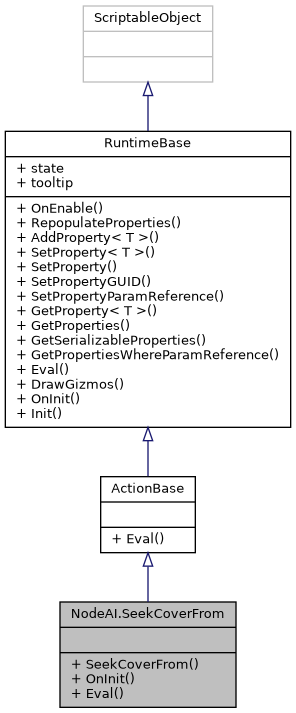 ScriptableObject
RuntimeBase
+ state
+ tooltip
+ OnEnable()
+ RepopulateProperties()
+ AddProperty< T >()
+ SetProperty< T >()
+ SetProperty()
+ SetPropertyGUID()
+ SetPropertyParamReference()
+ GetProperty< T >()
+ GetProperties()
+ GetSerializableProperties()
+ GetPropertiesWhereParamReference()
+ Eval()
+ DrawGizmos()
+ OnInit()
+ Init()
ActionBase
+ Eval()
NodeAI.SeekCoverFrom
+ SeekCoverFrom()
+ OnInit()
+ Eval()